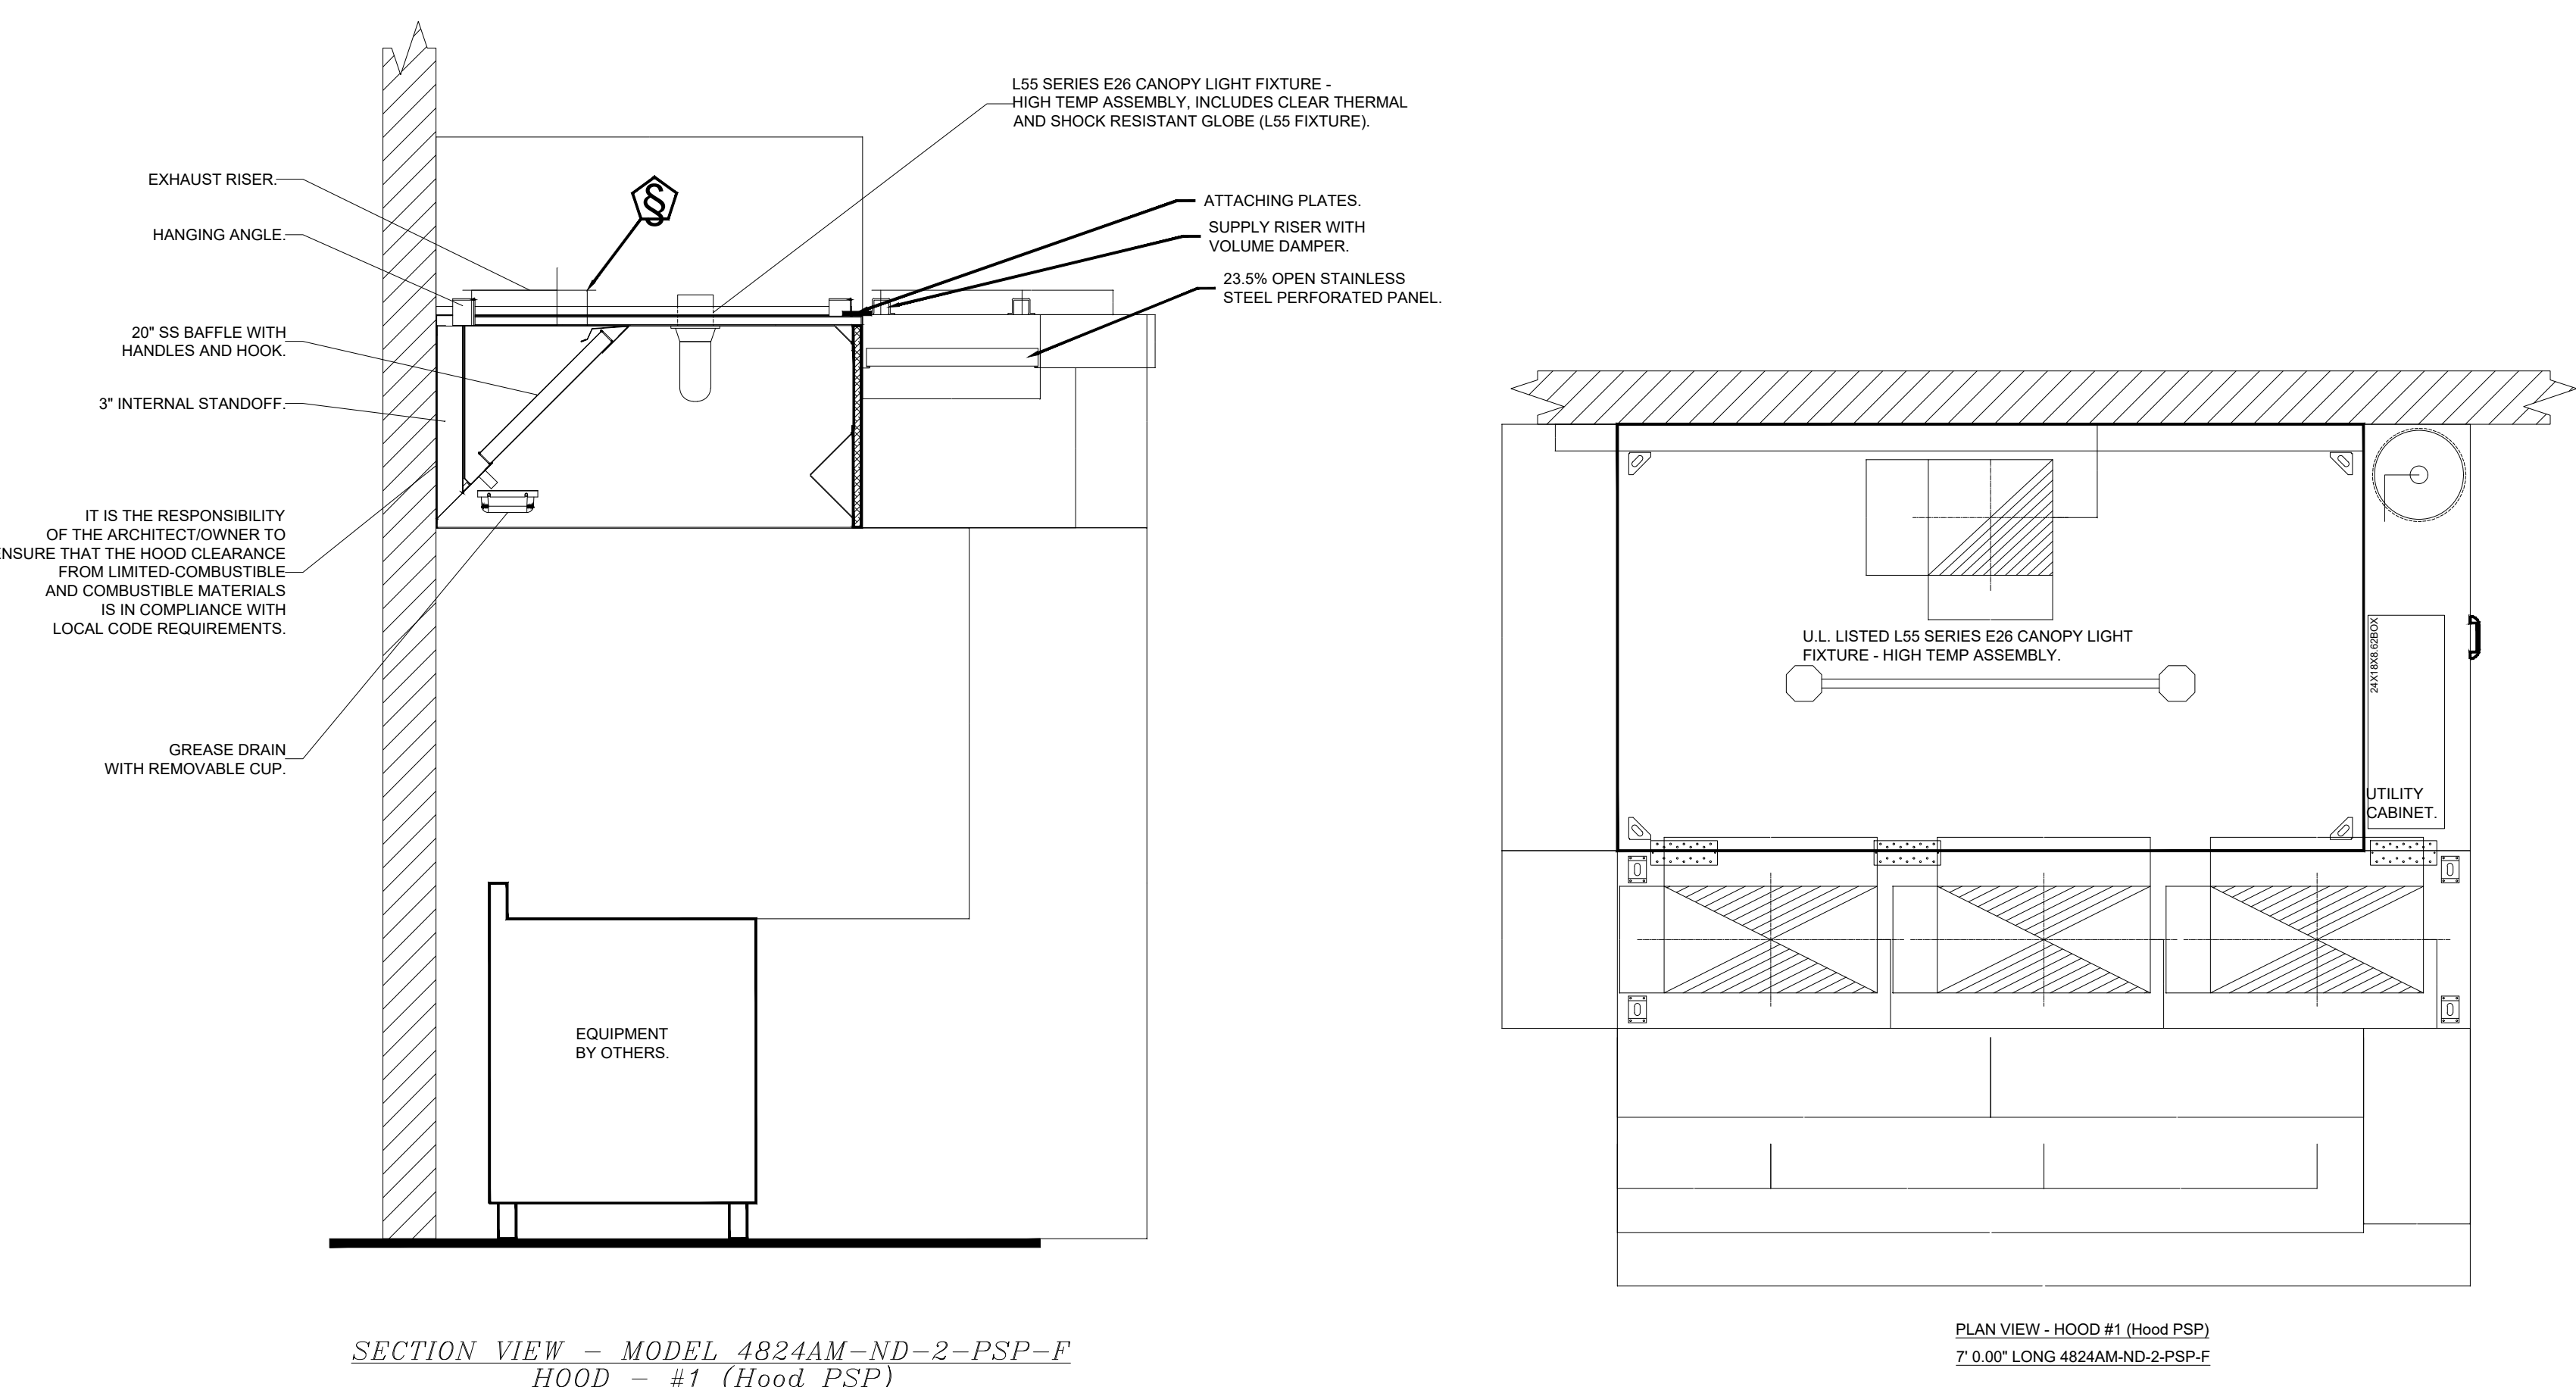 L55 SERIES E26 CANOPY LIGHT FIXTURE -
HIGH TEMP ASSEMBLY, INCLUDES CLEAR THERMAL
AND SHOCK RESISTANT GLOBE (L55 FIXTURE).
EXHAUST RISER.
HANGING ANGLE.
ATTACHING PLATES.
SUPPLY RISER WITH
VOLUME DAMPER.
23.5% OPEN STAINLESS
STEEL PERFORATED PANEL.
20" SS BAFFLE WITH
HANDLES AND HOOK.
3" INTERNAL STANDOFF.
IT IS THE RESPONSIBILITY
OF THE ARCHITECT/OWNER TO
ENSURE THAT THE HOOD CLEARANCE
FROM LIMITED-COMBUSTIBLE
AND COMBUSTIBLE MATERIALS
IS IN COMPLIANCE WITH
LOCAL CODE REQUIREMENTS.
GREASE DRAIN
WITH REMOVABLE CUP.
EQUIPMENT
BY OTHERS.
SECTION VIEW - MODEL 4824AM-ND-2-PSP-F
HOOD - #1 (Hood PSP)
U.L. LISTED L55 SERIES E26 CANOPY LIGHT
FIXTURE - HIGH TEMP ASSEMBLY.
24X18X8.62BOX
UTILITY
CABINET.
PLAN VIEW - HOOD #1 (Hood PSP)
7' 0.00" LONG 4824AM-ND-2-PSP-F